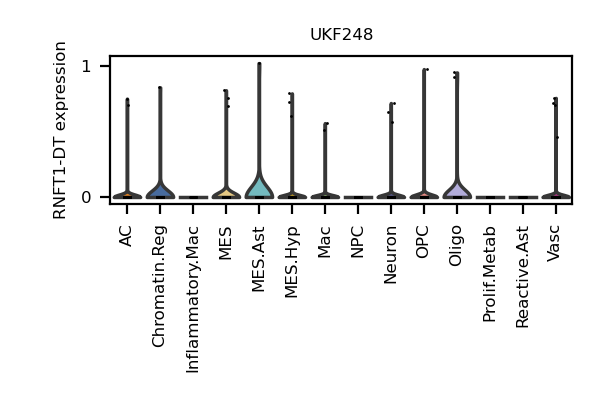 UKF248
RNFT1-DT expression
1
0
AC
Chromatin.Reg
Inflammatory.Mac
MES
MES.Ast
MES.Hyp
Mac
NPC
Neuron
OPC
Oligo
Prolif.Metab
Reactive.Ast
Vasc